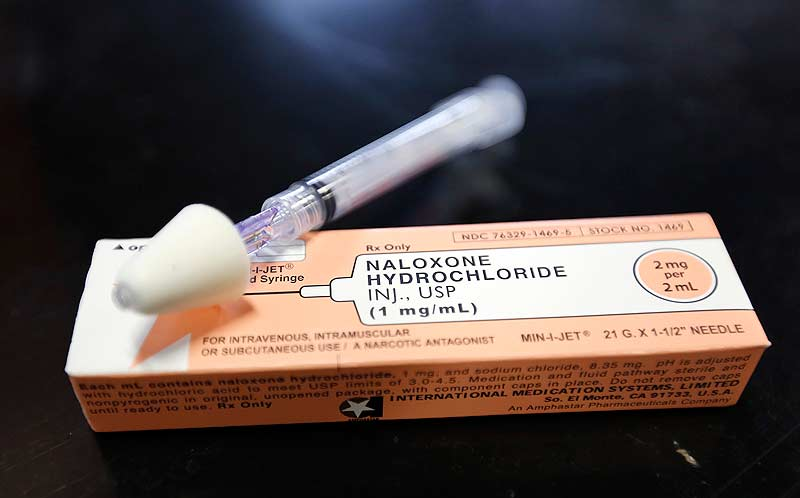 ▲ op
Rx Only
NDC 76329-1469-5
STOCK NO. 1469
-I-JET®
d Syringe
NALOXONE
HYDROCHLORIDE
INJ., USP
(1 mg/mL)
2 mg
per
2 mL
FOR INTRAVENOUS, INTRAMUSCULAR
OR SUBCUTANEOUS USE / A NARCOTIC ANTAGONIST
MIN-I-JET® 21 G. X 1-1/2" NEEDLE
Each mL contains naloxone hydrochloride, 1 mg, and sodium chloride, 8.35 mg. pH is adjusted
with hydrochloric acid to meet USP limits of 3.0-4.5. Medication and fluid pathway sterile and
nonpyrogenic in original, unopened package, with component caps in place. Do not remove caps
until ready to use. Rx Only
INTERNATIONAL MEDICATION SYSTEMS, LIMITED
So. El Monte, CA 91733, U.S.A.
An Amphastar Pharmaceuticals Company